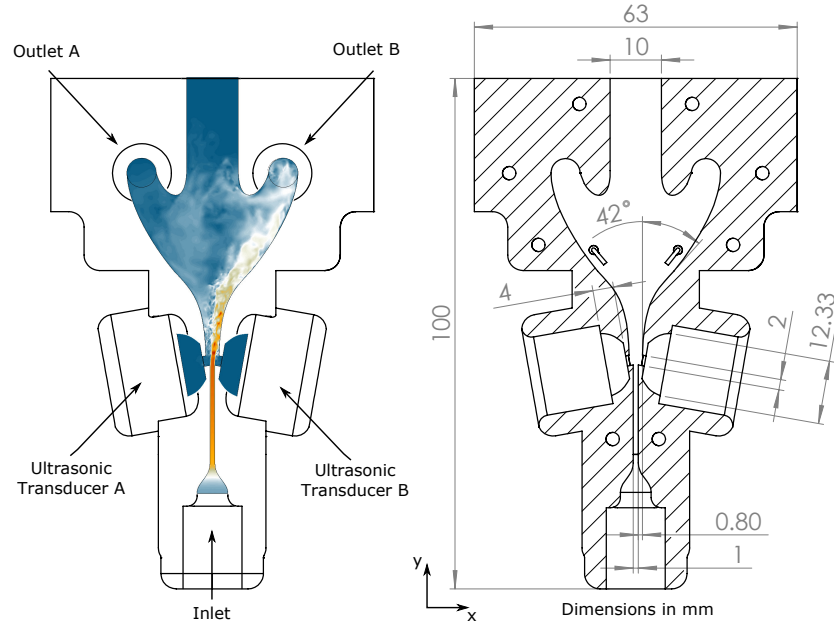 Outlet A
Outlet B
Ultrasonic
Transducer A
Ultrasonic
Transducer B
Inlet
63
10
42°
4
100
2
12.33
0.80
1
y
x
Dimensions in mm